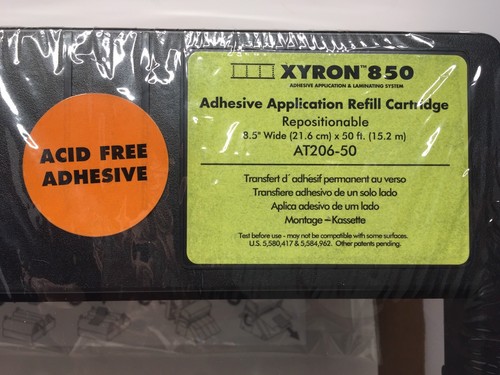 XYRON™850
ADHESIVE APPLICATION & LAMINATING SYSTEM
Adhesive Application Refill Cartridge
Repositionable
8.5" Wide (21.6 cm) x 50 ft. (15.2 m)
AT206-50
Transfert d' adhésif permanent au verso
Transfiere adhesivo de un solo lado
Aplica adesivo de um lado
Montage – Kassette
Test before use - may not be compatible with some surfaces.
U.S. 5,580,417 & 5,584,962. Other patents pending.
ACID FREE
ADHESIVE